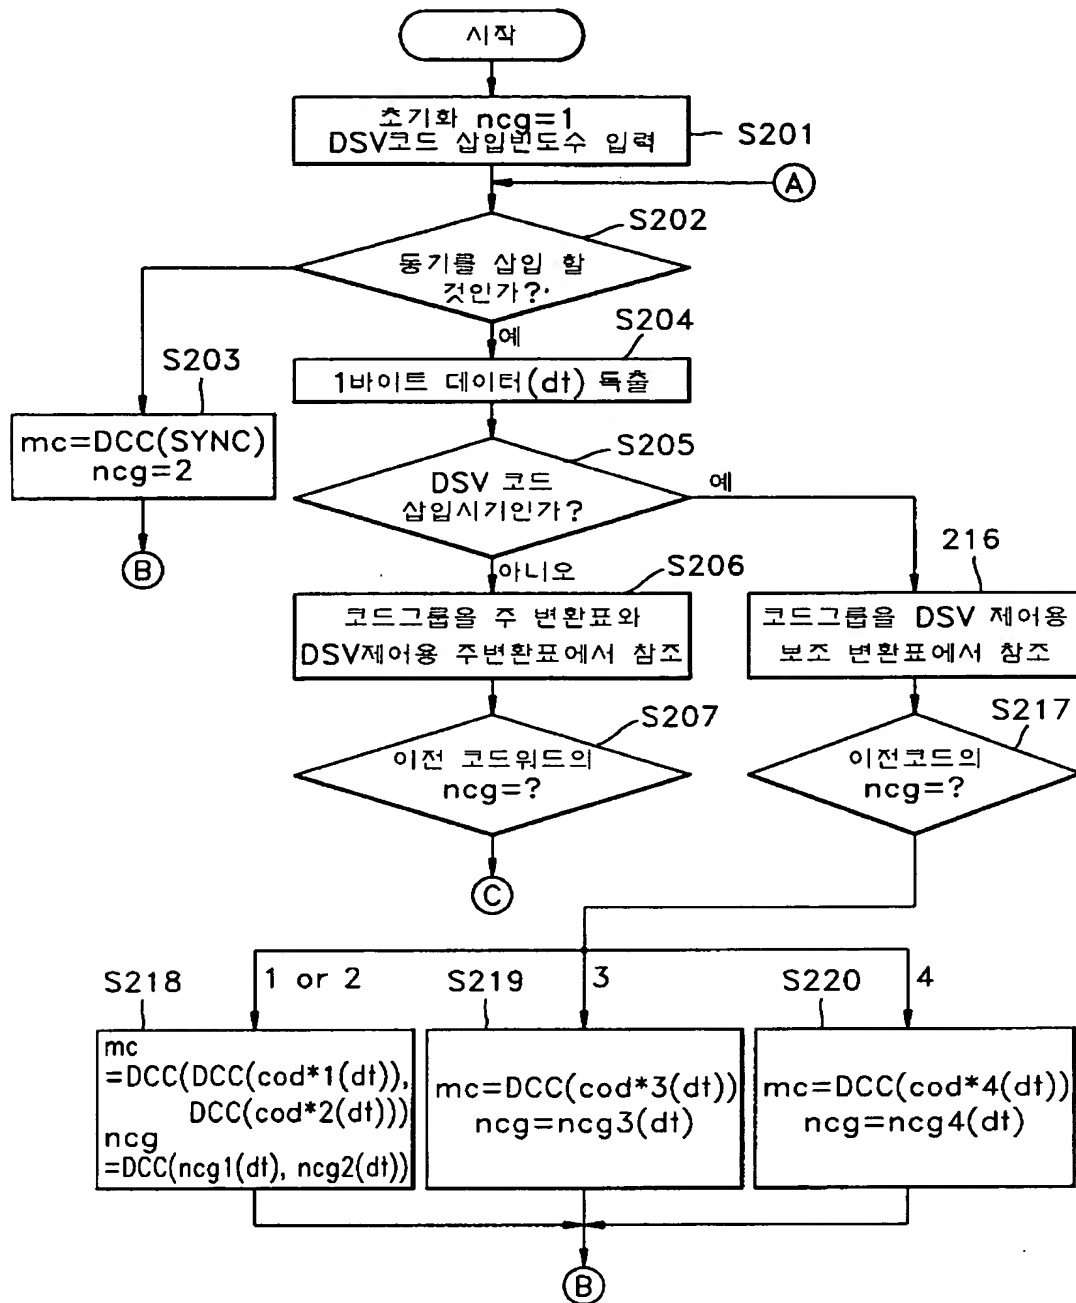 시작
초기화 ncg=1
DSV코드 삽입빈도수 입력
S201
A
S202
동기를 삽입 할
것인가?
예
S204
1바이트 데이터(dt) 독출
S203
mc=DCC(SYNC)
ncg=2
B
S205
DSV 코드
삽입시기인가?
예
아니오
S206
코드그룹을 주 변환표와
DSV제어용 주변환표에서 참조
216
코드그룹을 DSV 제어용
보조 변환표에서 참조
S207
이전 코드워드의
ncg=?
C
S217
이전코드의
ncg=?
S218
1 or 2
mc
=DCC(DCC(cod*1(dt)),
DCC(cod*2(dt)))
ncg
=DCC(ncg1(dt), ncg2(dt))
S219
3
mc=DCC(cod*3(dt))
ncg=ncg3(dt)
S220
4
mc=DCC(cod*4(dt))
ncg=ncg4(dt)
B